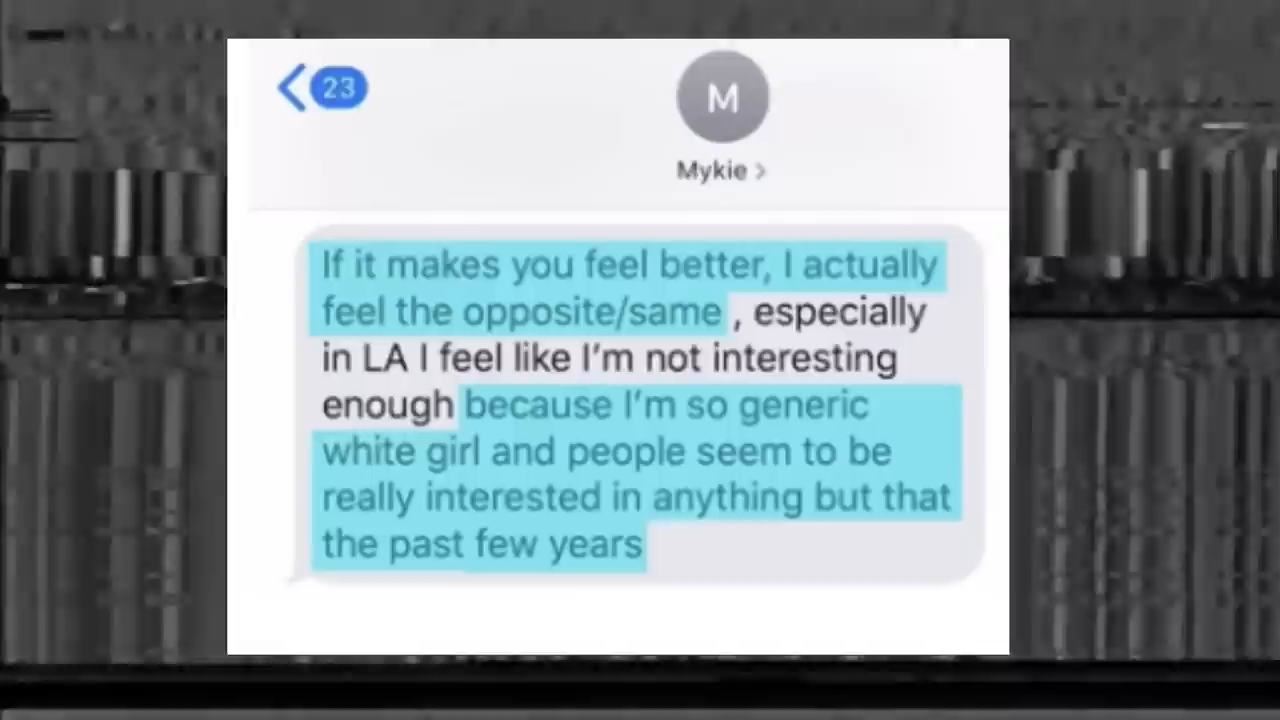 23
M
Mykie >
If it makes you feel better, I actually
feel the opposite/same , especially
in LA I feel like I’m not interesting
enough because I’m so generic
white girl and people seem to be
really interested in anything but that
the past few years